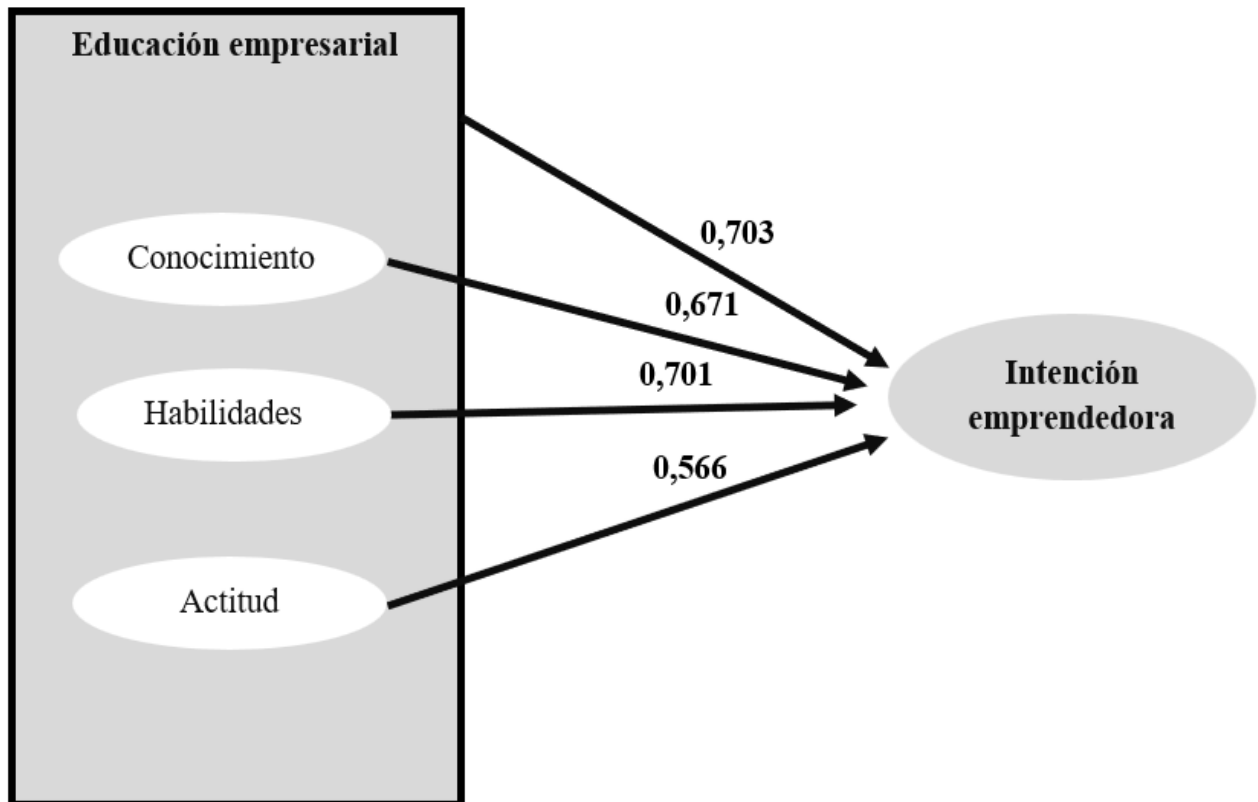 Educación empresarial
0,703
Conocimiento
0,671
0,701
Habilidades
Intención
emprendedora
0,566
Actitud